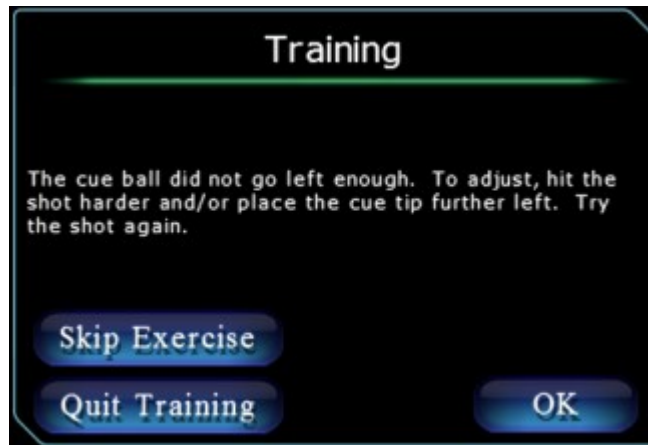 Training
The cue ball did not go left enough. To adjust, hit the
shot harder and/or place the cue tip further left. Try
the shot again.
Skip Exercise
Quit Training
OK